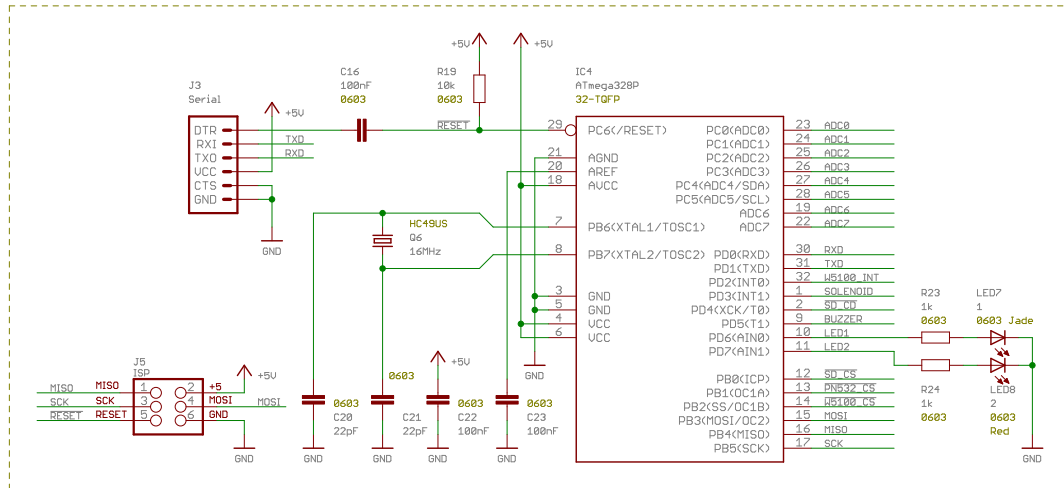 J3
Serial
DTR
RXI
TXO
VCC
CTS
GND
TXD
RXD
+5V
GND
C16
100nF
0603
R19
10k
0603
+5V
+5V
RESET
IC4
ATmega328P
32-TQFP
29 PC6(/RESET)
21 AGND
20 AREF
18 AVCC
7 PB6(XTAL1/TOSC1)
8 PB7(XTAL2/TOSC2)
3 GND
5 GND
4 VCC
6 VCC
PC0(ADC0) 23 ADC0
PC1(ADC1) 24 ADC1
PC2(ADC2) 25 ADC2
PC3(ADC3) 26 ADC3
PC4(ADC4/SDA) 27 ADC4
PC5(ADC5/SCL) 28 ADC5
ADC6 19 ADC6
ADC7 22 ADC7
PD0(RXD) 30 RXD
PD1(TXD) 31 TXD
PD2(INT0) 32 W5100_INT
PD3(INT1) 1 SOLENOID
PD4(XCK/T0) 2 SD_CD
PD5(T1) 9 BUZZER
PD6(AIN0) 10 LED1
PD7(AIN1) 11 LED2
PB0(ICP) 12 SD_CS
PB1(OC1A) 13 PN532_CS
PB2(SS/OC1B) 14 W5100_CS
PB3(MOSI/OC2) 15 MOSI
PB4(MISO) 16 MISO
PB5(SCK) 17 SCK
HC49US
Q6
16MHz
GND
R23
1k
0603
LED7
1
0603 Jade
R24
1k
0603
LED8
2
0603
Red
GND
J5
ISP
MISO MISO 1 2 +5
SCK SCK 3 4 MOSI MOSI
RESET RESET 5 6 GND
+5V
GND
0603
C20
22pF
GND
0603
C21
22pF
GND
+5V
0603
C22
100nF
GND
0603
C23
100nF
GND